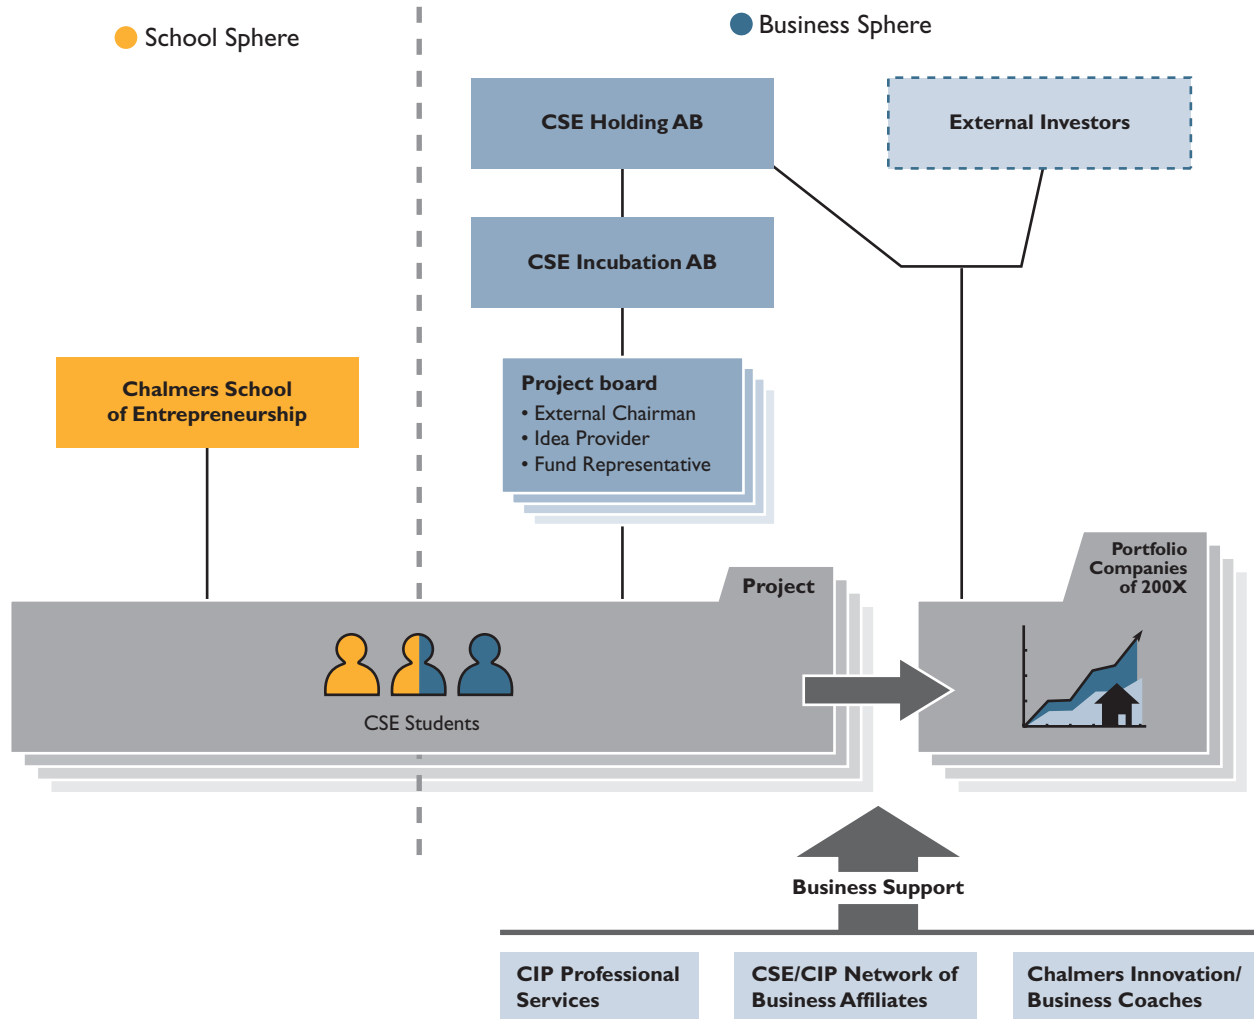 School Sphere
Business Sphere
CSE Holding AB
External Investors
CSE Incubation AB
Chalmers School
of Entrepreneurship
Project board
• External Chairman
• Idea Provider
• Fund Representative
Project
Portfolio
Companies
of 200X
CSE Students
Business Support
CIP Professional
Services
CSE/CIP Network of
Business Affiliates
Chalmers Innovation/
Business Coaches